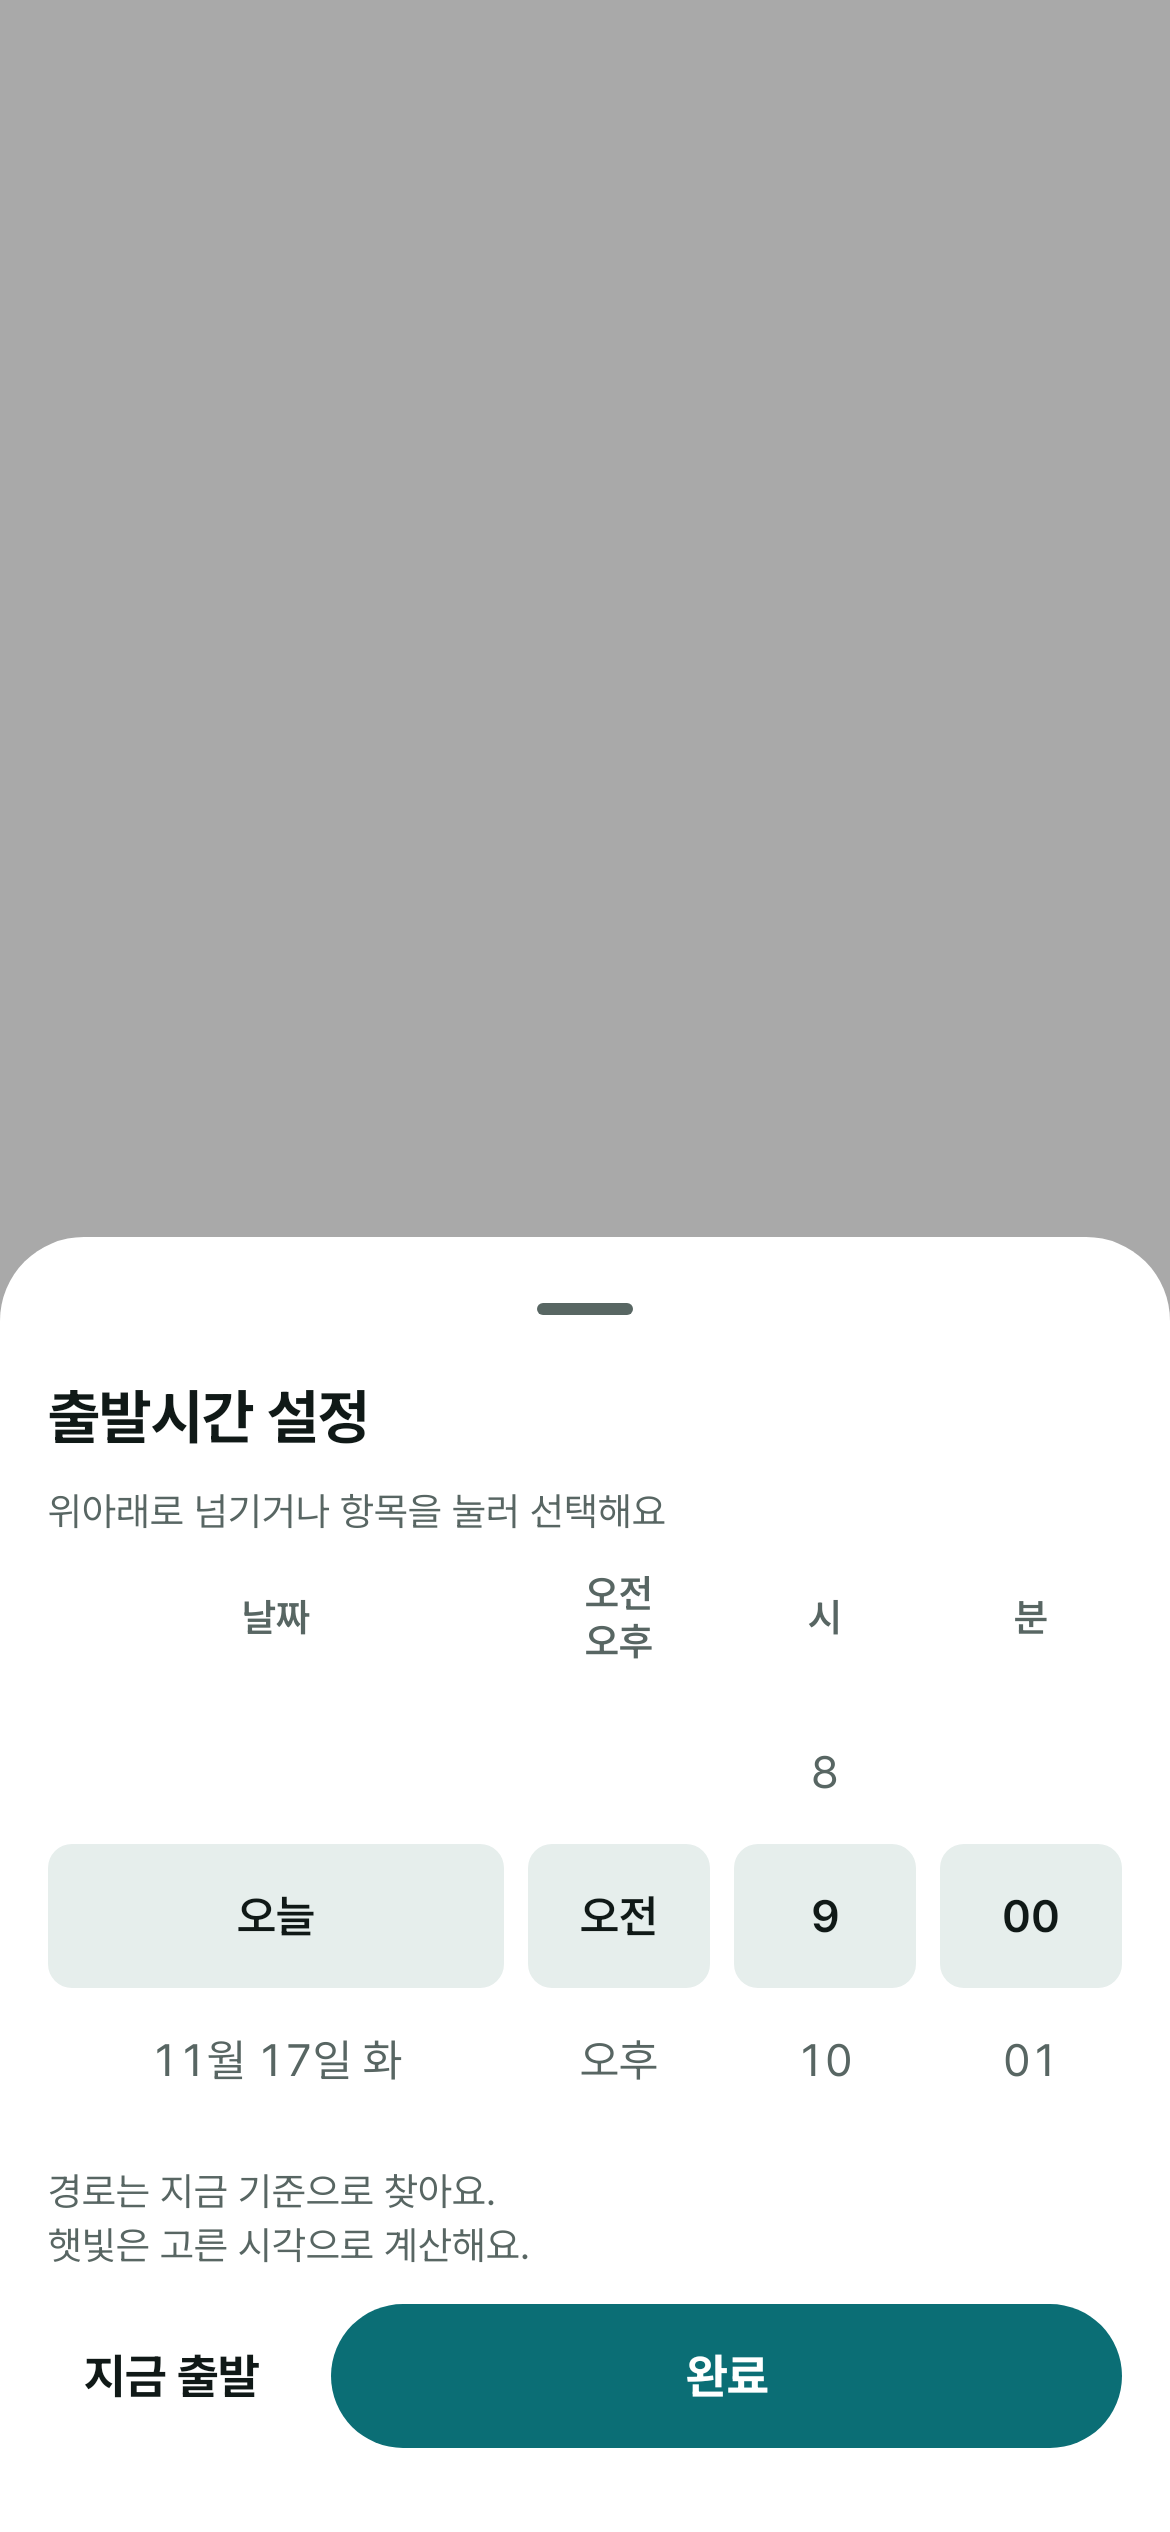 출발시간 설정
위아래로 넘기거나 항목을 눌러 선택해요
날짜
오전
오후
시
분
8
오늘
오전
9
00
11월 17일 화
오후
10
01
경로는 지금 기준으로 찾아요.
햇빛은 고른 시각으로 계산해요.
지금 출발
완료